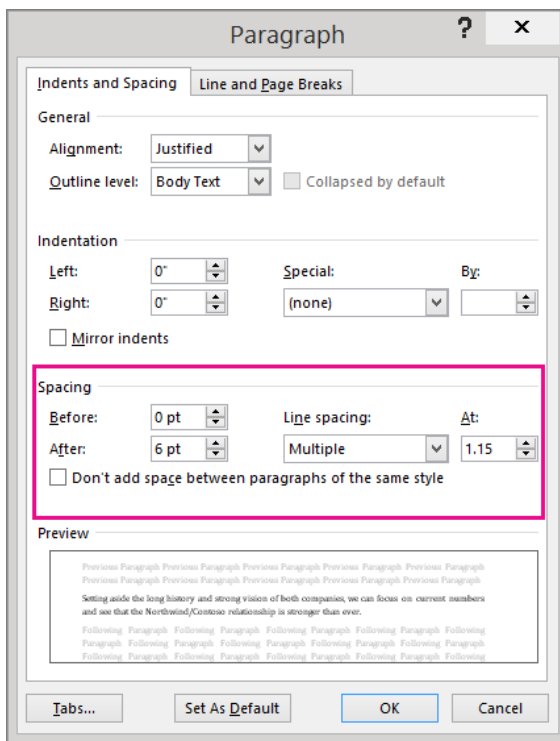 Paragraph ? x
Indents and Spacing Line and Page Breaks
General
Alignment: Justified
Outline level: Body Text Collapsed by default
Indentation
Left: 0" Special: By:
Right: 0" (none)
Mirror indents
Spacing
Before: 0 pt Line spacing: At:
After: 6 pt Multiple 1.15
Don't add space between paragraphs of the same style
Preview
Previous Paragraph Previous Paragraph Previous Paragraph Previous Paragraph Previous Paragraph
Previous Paragraph Previous Paragraph Previous Paragraph Previous Paragraph Previous Paragraph
Setting aside the long history and strong vision of both companies, we can focus on current numbers
and see that the Northwind/Contoso relationship is stronger than ever.
Following Paragraph Following Paragraph Following Paragraph Following Paragraph Following
Paragraph Following Paragraph Following Paragraph Following Paragraph Following Paragraph
Following Paragraph Following Paragraph Following Paragraph Following Paragraph Following
Tabs... Set As Default OK Cancel